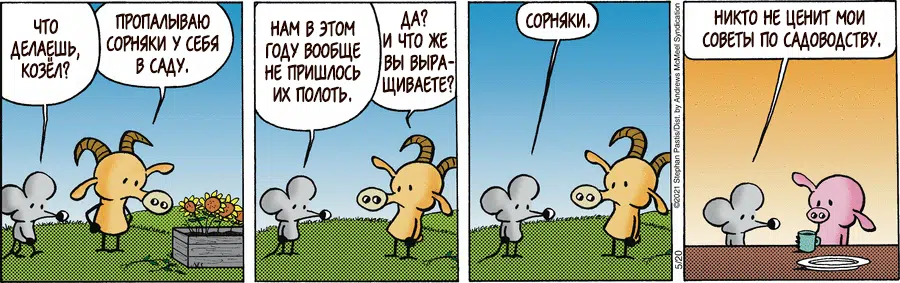 ЧТО
ДЕЛАЕШЬ,
КОЗЁЛ?
ПРОПАЛЫВАЮ
СОРНЯКИ У СЕБЯ
В САДУ.
НАМ В ЭТОМ
ГОДУ ВООБЩЕ
НЕ ПРИШЛОСЬ
ИХ ПОЛОТЬ.
ДА?
И ЧТО ЖЕ
ВЫ ВЫРА-
ЩИВАЕТЕ?
СОРНЯКИ.
©2021 Stephan Pastis/Dist. by Andrews McMeel Syndication
5/20
НИКТО НЕ ЦЕНИТ МОИ
СОВЕТЫ ПО САДОВОДСТВУ.